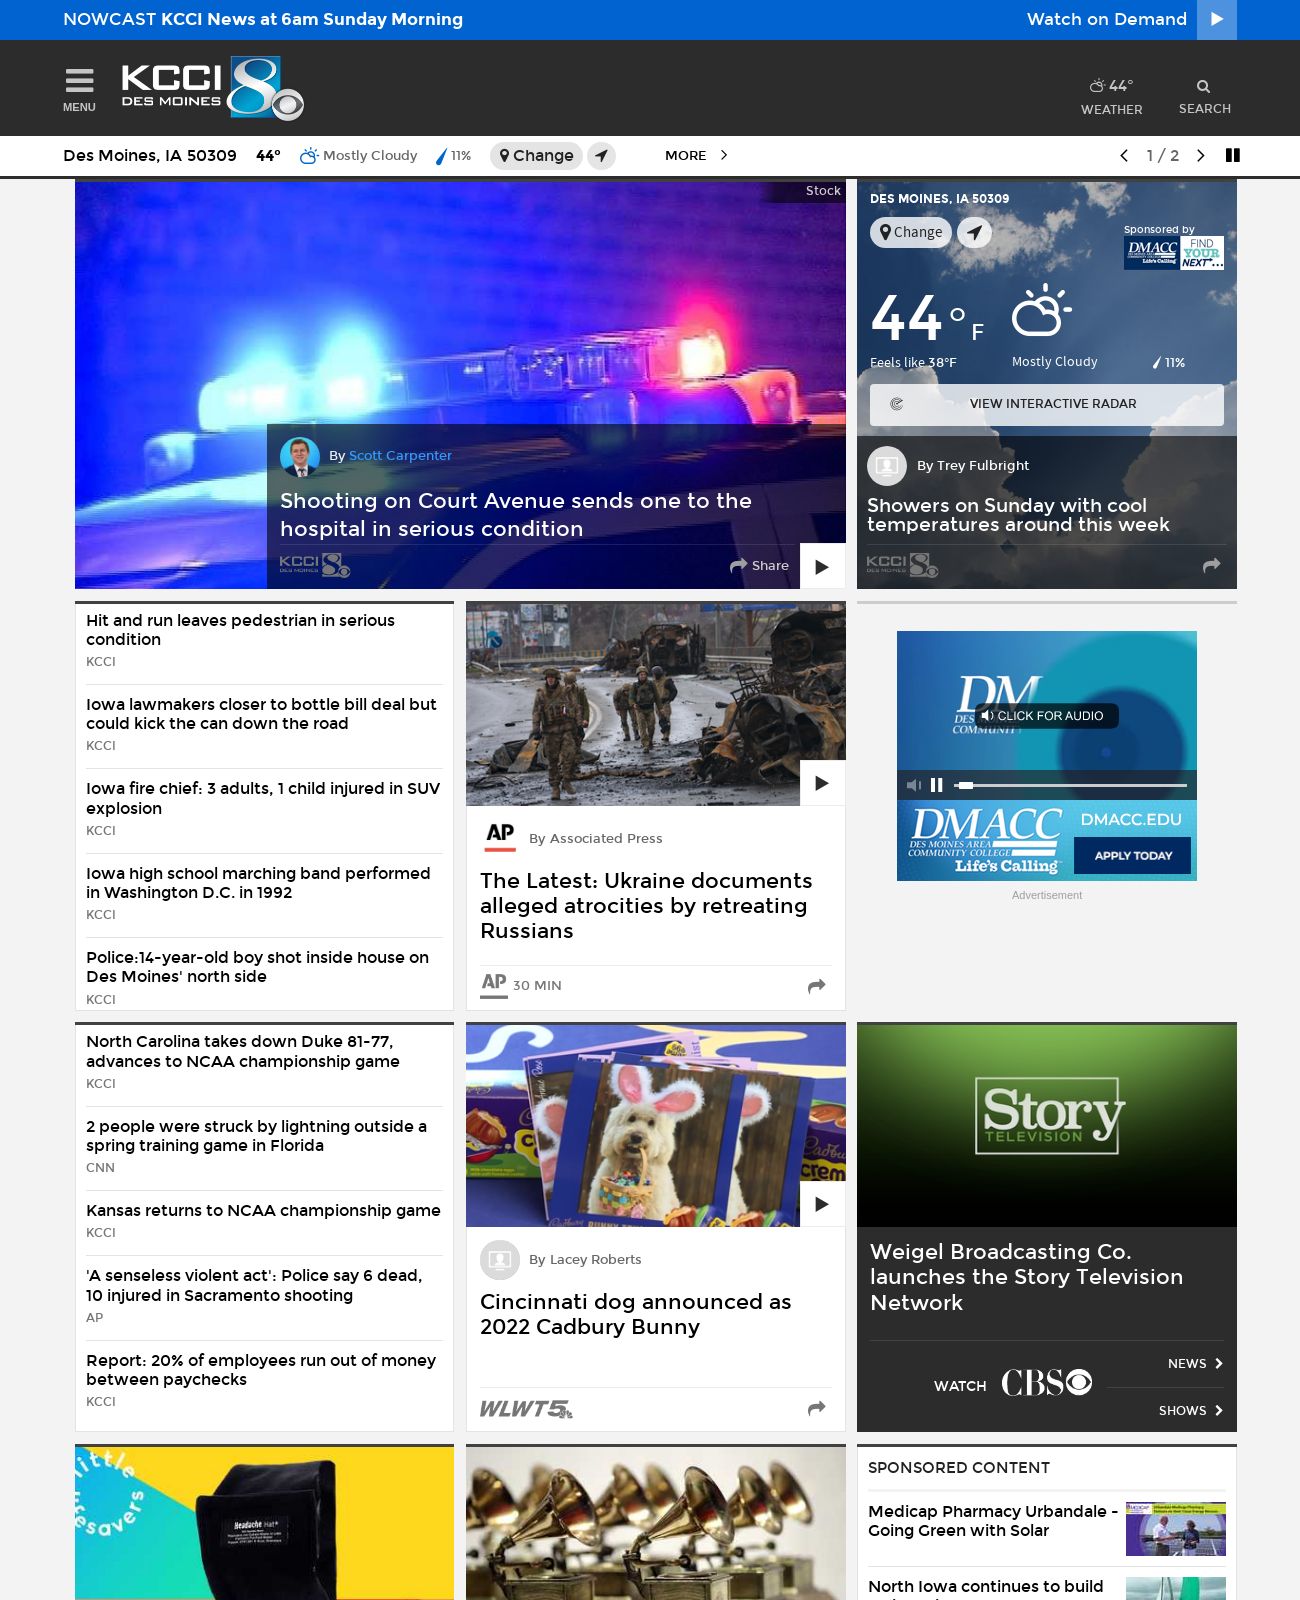 NOWCAST KCCI News at 6am Sunday Morning
Watch on Demand
MENU
KCCI 8
DES MOINES
44°
WEATHER
SEARCH
Des Moines, IA 50309 44° Mostly Cloudy 11% Change MORE
1 / 2
Stock
By Scott Carpenter
Shooting on Court Avenue sends one to the
hospital in serious condition
KCCI 8
DES MOINES
Share
DES MOINES, IA 50309
Change
Sponsored by
DMACC
DES MOINES AREA
COMMUNITY COLLEGE
Life's Calling
FIND
YOUR
NEXT...
44° F
Feels like 38°F
Mostly Cloudy
11%
VIEW INTERACTIVE RADAR
By Trey Fulbright
Showers on Sunday with cool
temperatures around this week
KCCI 8
DES MOINES
Hit and run leaves pedestrian in serious
condition
KCCI
Iowa lawmakers closer to bottle bill deal but
could kick the can down the road
KCCI
Iowa fire chief: 3 adults, 1 child injured in SUV
explosion
KCCI
Iowa high school marching band performed
in Washington D.C. in 1992
KCCI
Police:14-year-old boy shot inside house on
Des Moines' north side
KCCI
AP
By Associated Press
The Latest: Ukraine documents
alleged atrocities by retreating
Russians
AP
30 MIN
DM
DES
COMMUNIT
CLICK FOR AUDIO
DMACC
DES MOINES AREA
COMMUNITY COLLEGE
Life's Calling
DMACC.EDU
APPLY TODAY
Advertisement
North Carolina takes down Duke 81-77,
advances to NCAA championship game
KCCI
2 people were struck by lightning outside a
spring training game in Florida
CNN
Kansas returns to NCAA championship game
KCCI
'A senseless violent act': Police say 6 dead,
10 injured in Sacramento shooting
AP
Report: 20% of employees run out of money
between paychecks
KCCI
By Lacey Roberts
Cincinnati dog announced as
2022 Cadbury Bunny
WLWT5
Story
TELEVISION
Weigel Broadcasting Co.
launches the Story Television
Network
WATCH CBS
NEWS
SHOWS
little
esavers
Headache Hat
SPONSORED CONTENT
Medicap Pharmacy Urbandale -
Going Green with Solar
North Iowa continues to build